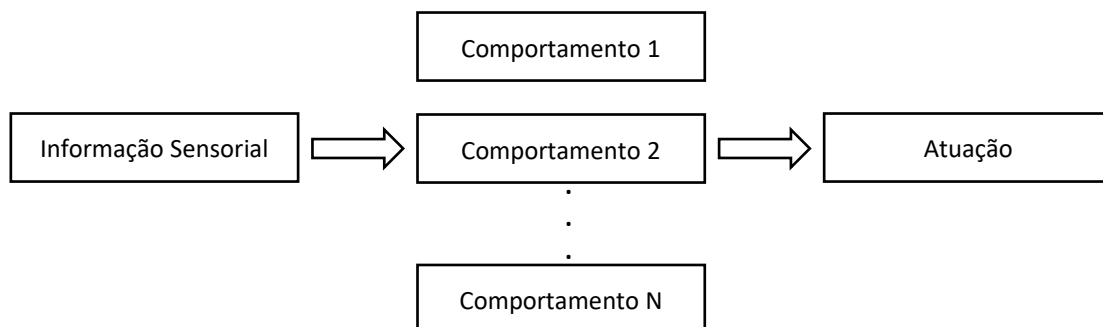 Comportamento 1
Informação Sensorial
Comportamento 2
Atuação
.
.
.
Comportamento N